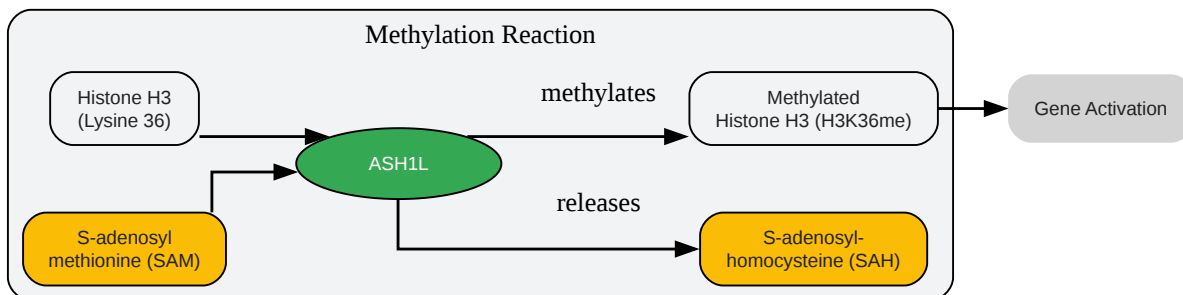 Methylation Reaction
Histone H3
(Lysine 36)
methylates
Methylated
Histone H3 (H3K36me)
Gene Activation
ASH1L
releases
S-adenosyl
methionine (SAM)
S-adenosyl-
homocysteine (SAH)